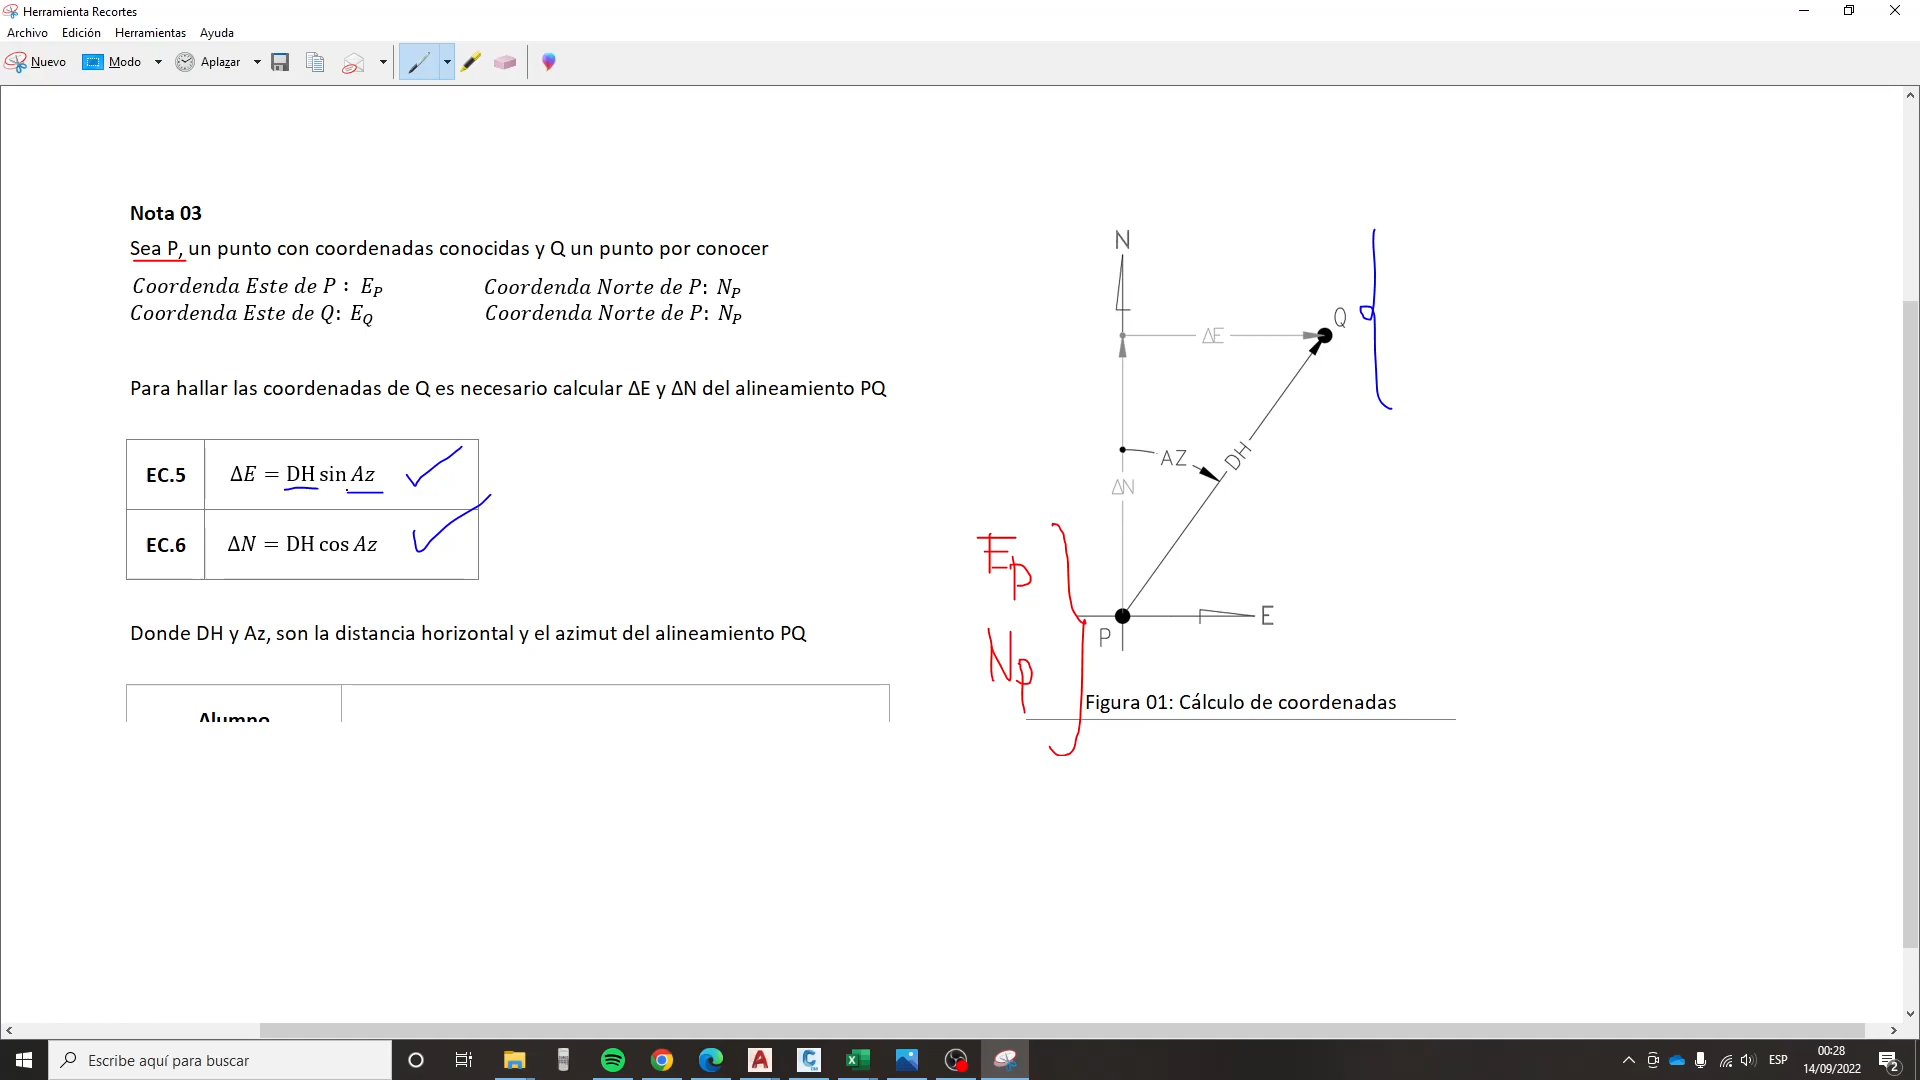 Herramienta Recortes
Archivo Edición Herramientas Ayuda
Nuevo Modo Aplazar
Nota 03
Sea P, un punto con coordenadas conocidas y Q un punto por conocer
Coordenda Este de P : E_P Coordenda Norte de P: N_P
Coordenda Este de Q: E_Q Coordenda Norte de P: N_P
Para hallar las coordenadas de Q es necesario calcular ΔE y ΔN del alineamiento PQ
EC.5 ΔE = DH sin Az
EC.6 ΔN = DH cos Az
Donde DH y Az, son la distancia horizontal y el azimut del alineamiento PQ
Alumno
N
Q
ΔE
AZ
DH
ΔN
E_P
N_P
P
E
Figura 01: Cálculo de coordenadas
Escribe aquí para buscar
ESP
00:28
14/09/2022
2